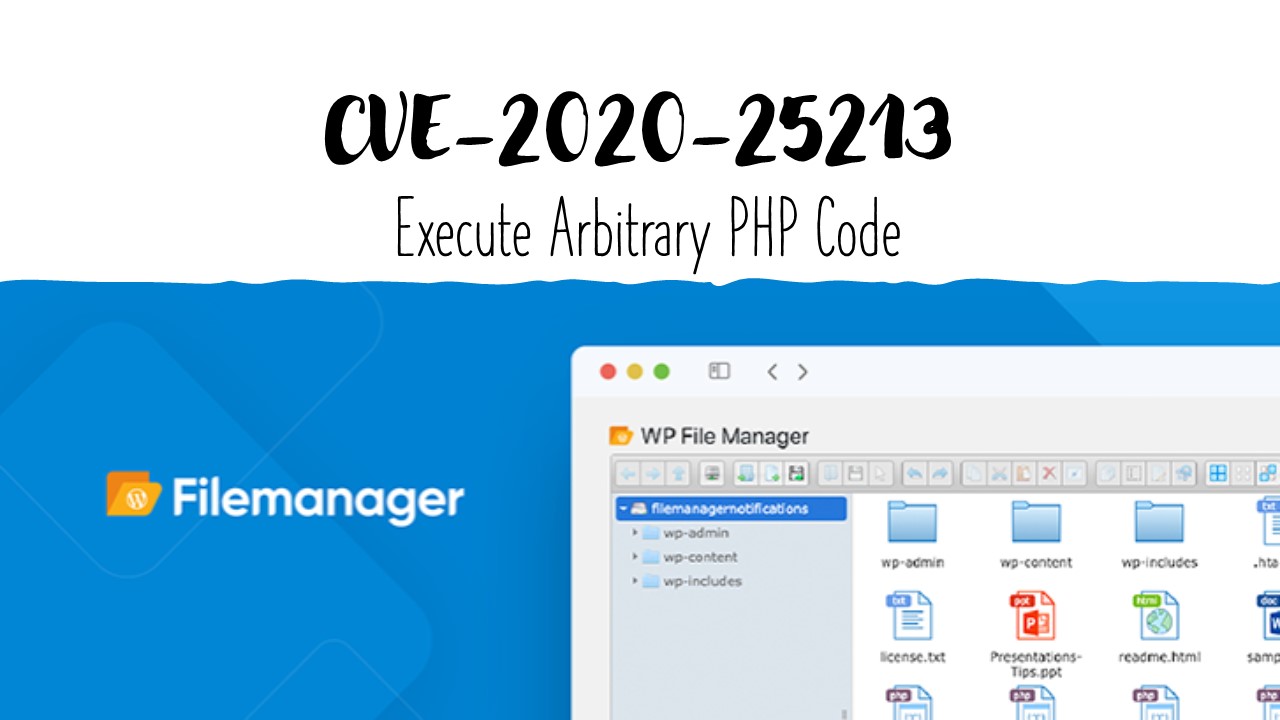 CVE-2020-25213
Execute Arbitrary PHP Code
Filemanager
WP File Manager
filemanagernotifications
wp-admin
wp-content
wp-includes
wp-admin
wp-content
wp-includes
.hta
txt
txt
ppt
html
doc
license.txt
Presentations-
Tips.ppt
readme.html
samp
php
php
php
php